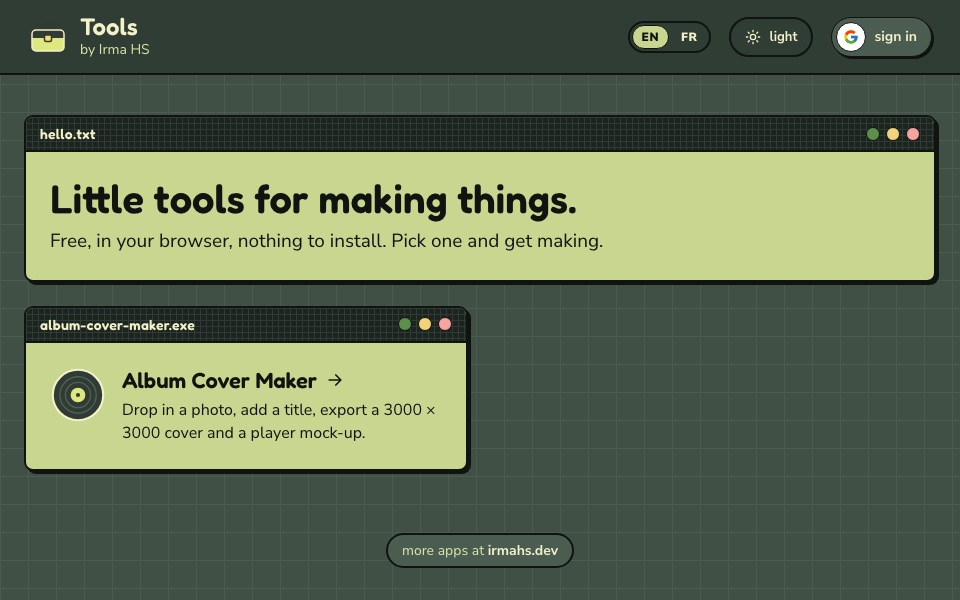 Tools
by Irma HS
EN FR
light
sign in
hello.txt
Little tools for making things.
Free, in your browser, nothing to install. Pick one and get making.
album-cover-maker.exe
Album Cover Maker →
Drop in a photo, add a title, export a 3000 ×
3000 cover and a player mock-up.
more apps at irmahs.dev